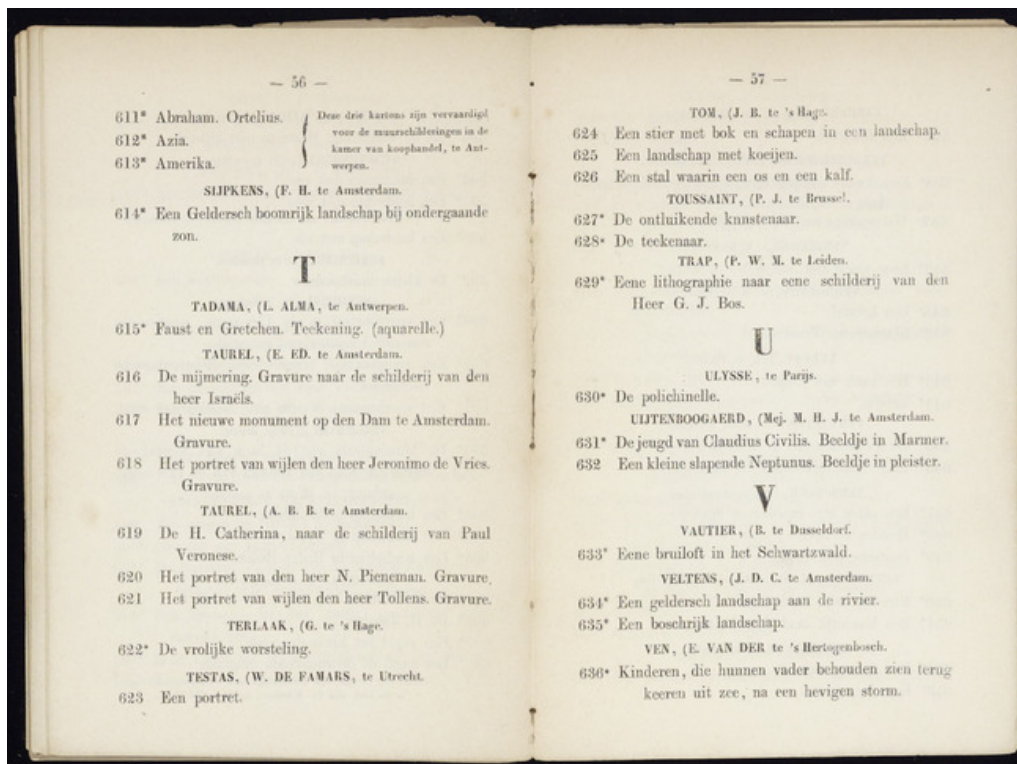 — 56 —
611* Abraham. Ortelius.
612* Azia.
613* Amerika.
Deze drie kartons zijn vervaardigd
voor de muurschilderingen in de
kamer van koophandel, te Ant-
werpen.
SIJPKENS, (F. H. te Amsterdam.
614* Een Geldersch boomrijk landschap bij ondergaande
zon.
T
TADAMA, (L. ALMA, te Antwerpen.
615* Faust en Gretchen. Teekening. (aquarelle.)
TAUREL, (E. ED. te Amsterdam.
616 De mijmering. Gravure naar de schilderij van den
heer Israëls.
617 Het nieuwe monument op den Dam te Amsterdam.
Gravure.
618 Het portret van wijlen den heer Jeronimo de Vries.
Gravure.
TAUREL, (A. B. B. te Amsterdam.
619 De H. Catherina, naar de schilderij van Paul
Veronese.
620 Het portret van den heer N. Pieneman. Gravure.
621 Het portret van wijlen den heer Tollens. Gravure.
TERLAAK, (G. te 's Hage.
622* De vrolijke worsteling.
TESTAS, (W. DE FAMARS, te Utrecht.
623 Een portret.
— 57 —
TOM, (J. B. te 's Hage.
624 Een stier met bok en schapen in een landschap.
625 Een landschap met koeijen.
626 Een stal waarin een os en een kalf.
TOUSSAINT, (P. J. te Brussel.
627* De ontluikende knnstenaar.
628* De teekenaar.
TRAP, (P. W. M. te Leiden.
629* Eene lithographie naar eene schilderij van den
Heer G. J. Bos.
U
ULYSSE, te Parijs.
630* De polichinelle.
UIJTENBOOGAERD, (Mej. M. H. J. te Amsterdam.
631* De jeugd van Claudius Civilis. Beeldje in Marmer.
632 Een kleine slapende Neptunus. Beeldje in pleister.
V
VAUTIER, (B. te Dusseldorf.
633* Eene bruiloft in het Schwartzwald.
VELTENS, (J. D. C. te Amsterdam.
634* Een geldersch landschap aan de rivier.
635* Een boschrijk landschap.
VEN, (E. VAN DER te 's Hertogenbosch.
636* Kinderen, die hunnen vader behouden zien terug
keeren uit zee, na een hevigen storm.